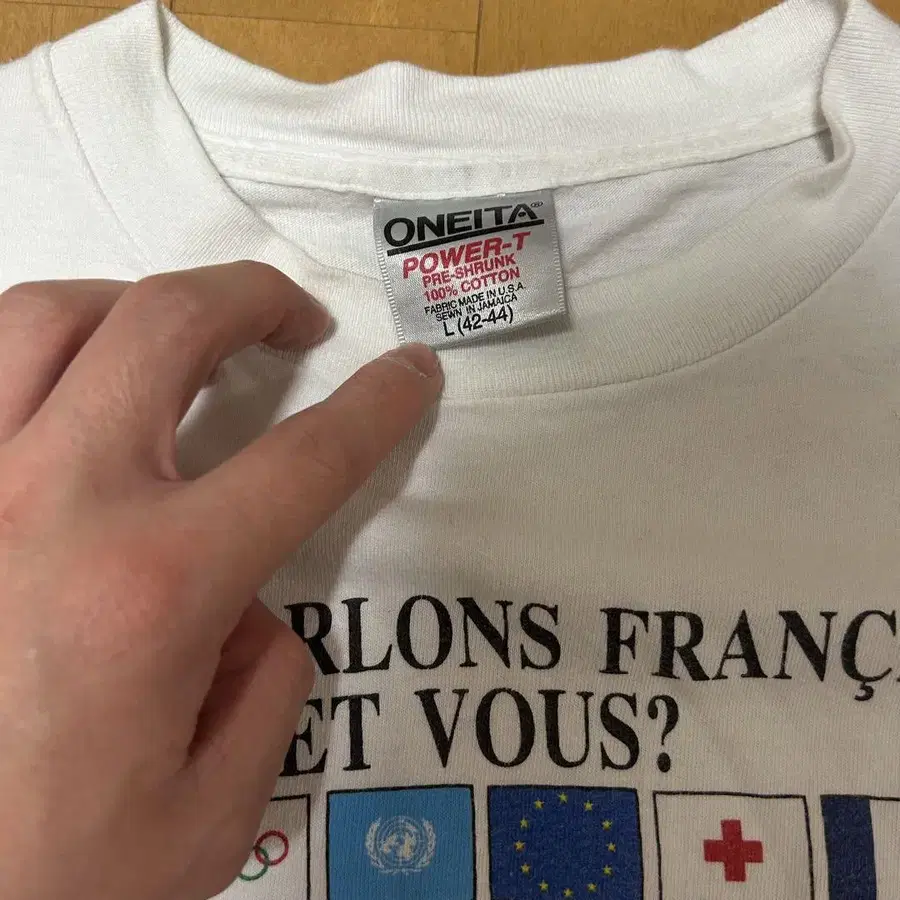 ONEITA®
POWER-T
PRE-SHRUNK
100% COTTON
FABRIC MADE IN U.S.A.
SEWN IN JAMAICA
L (42-44)
RLONS FRANÇ
ET VOUS?